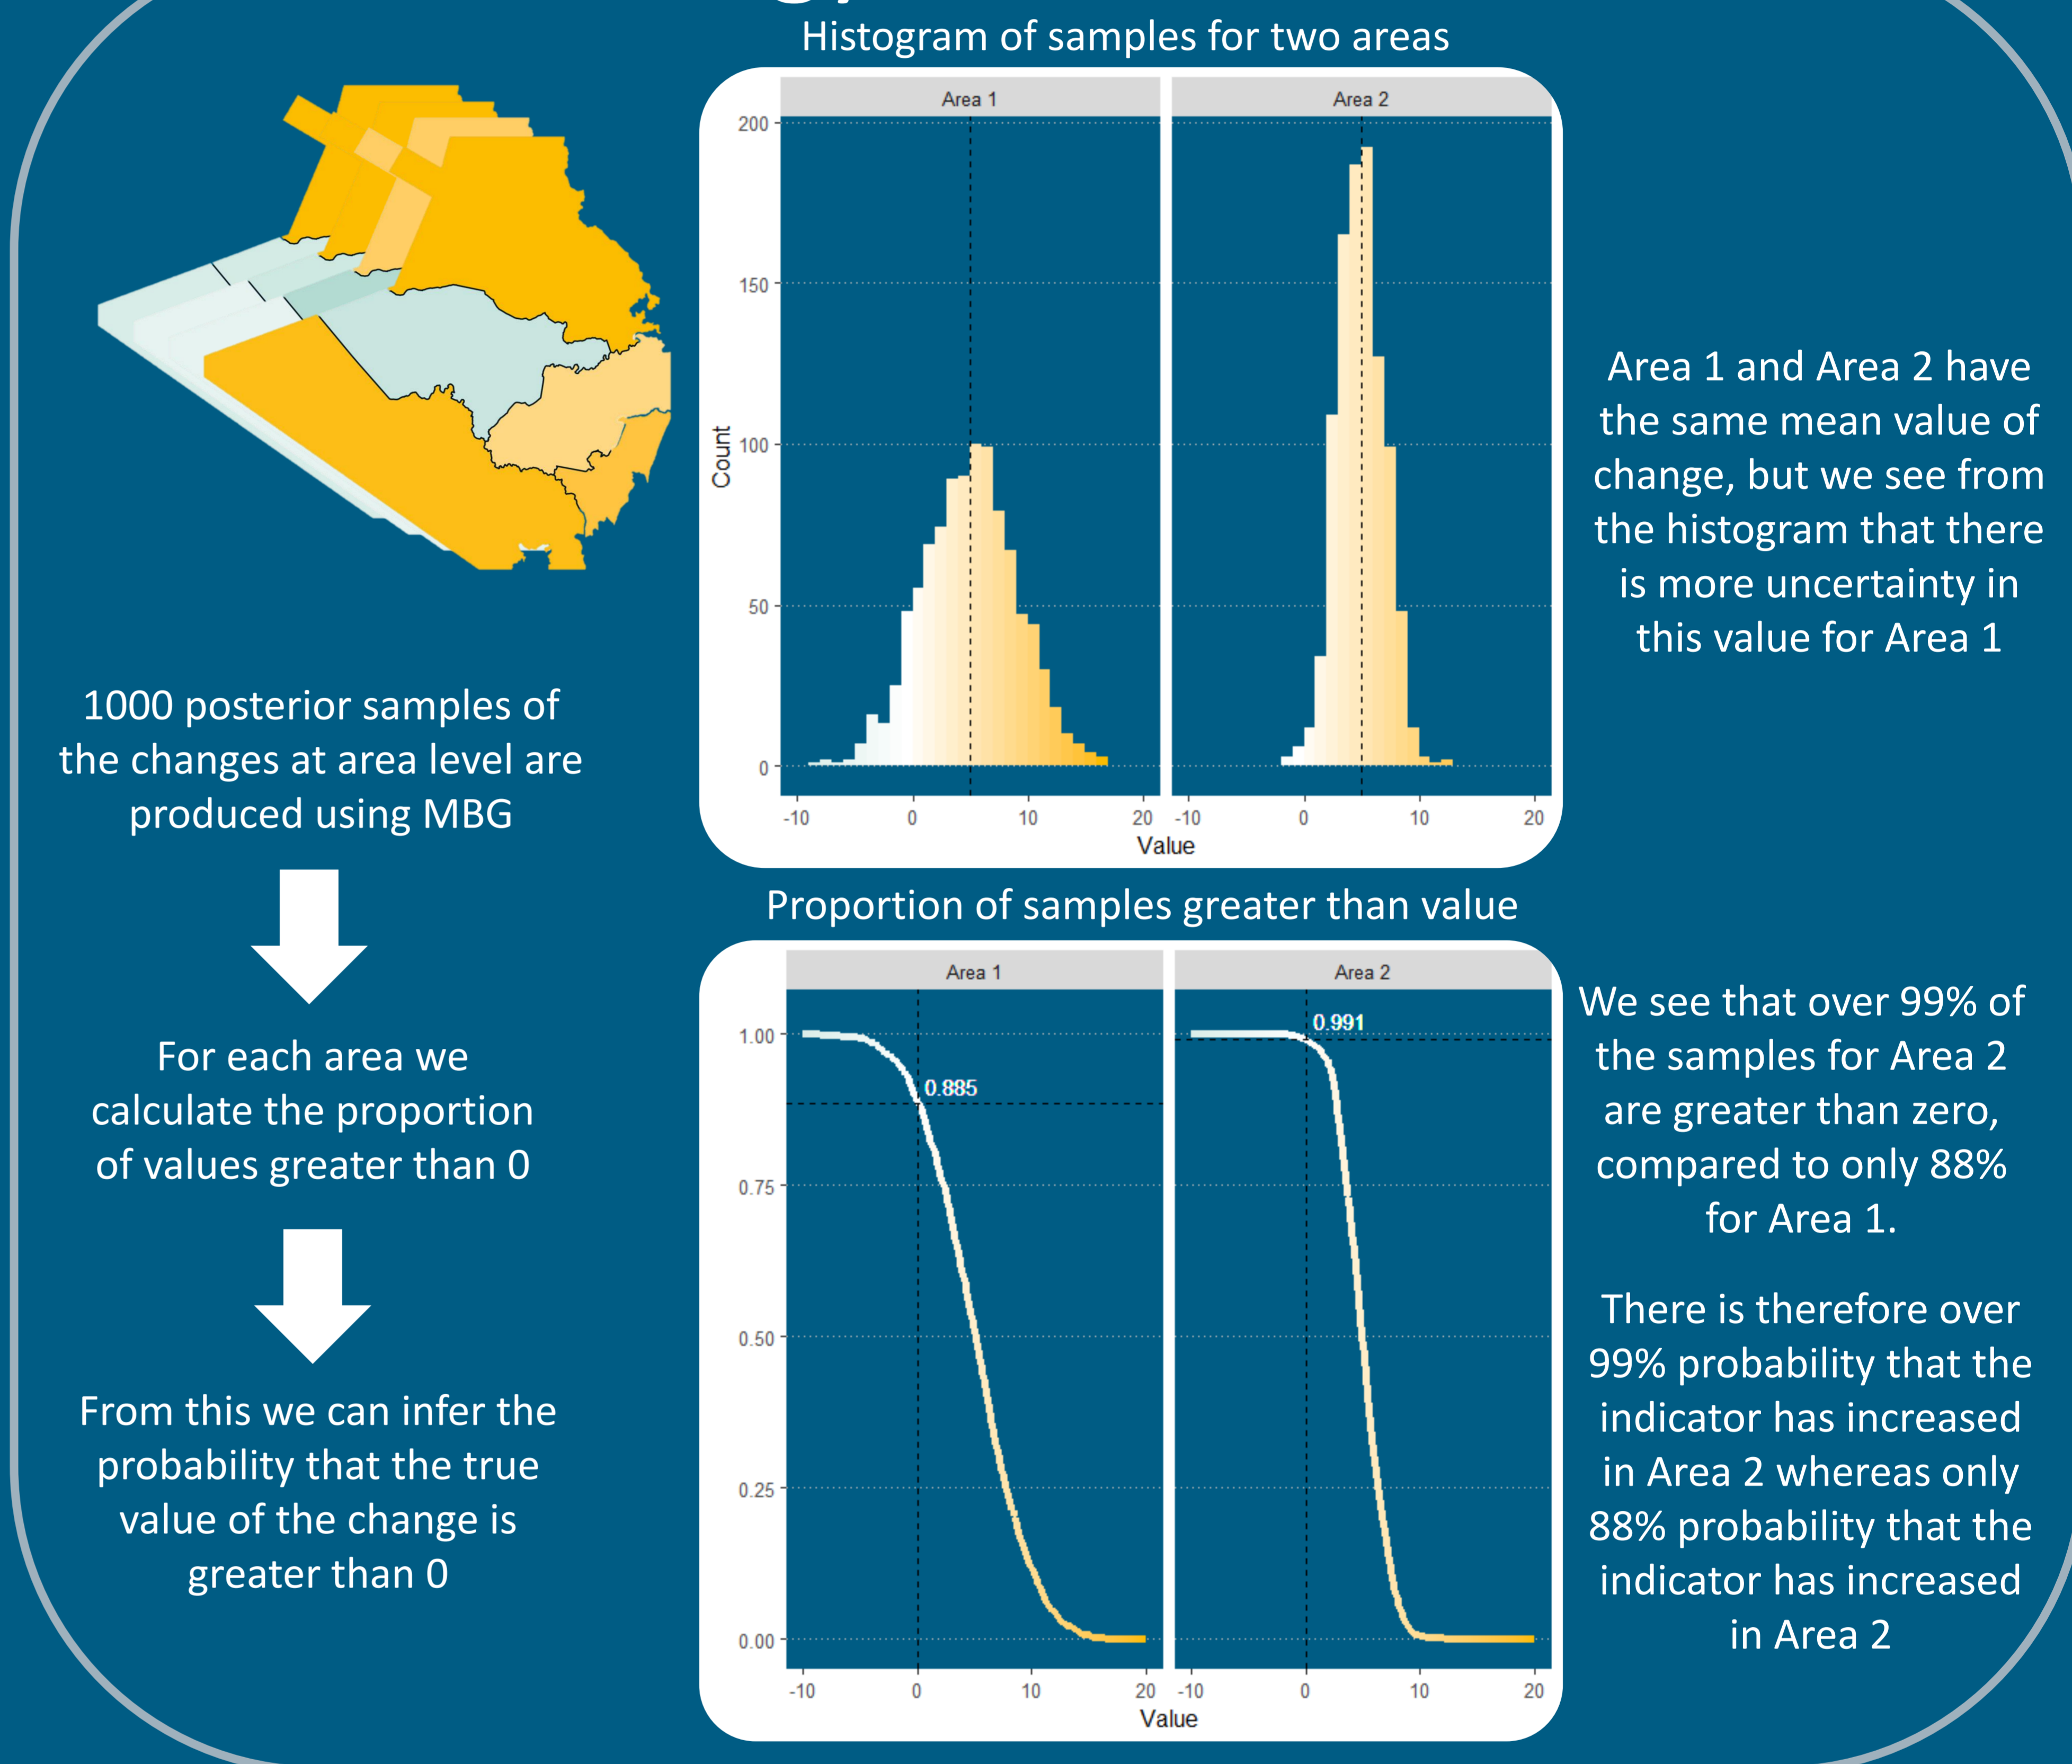 Histogram of samples for two areas
Area 1
Area 2
200
150
100
50
0
Count
-10
0
10
20
-10
0
10
20
Value
Area 1 and Area 2 have
the same mean value of
change, but we see from
the histogram that there
is more uncertainty in
this value for Area 1
1000 posterior samples of
the changes at area level are
produced using MBG
For each area we
calculate the proportion
of values greater than 0
From this we can infer the
probability that the true
value of the change is
greater than 0
Proportion of samples greater than value
Area 1
Area 2
1.00
0.75
0.50
0.25
0.00
0.885
0.991
-10
0
10
20
-10
0
10
20
Value
We see that over 99% of
the samples for Area 2
are greater than zero,
compared to only 88%
for Area 1.
There is therefore over
99% probability that the
indicator has increased
in Area 2 whereas only
88% probability that the
indicator has increased
in Area 2